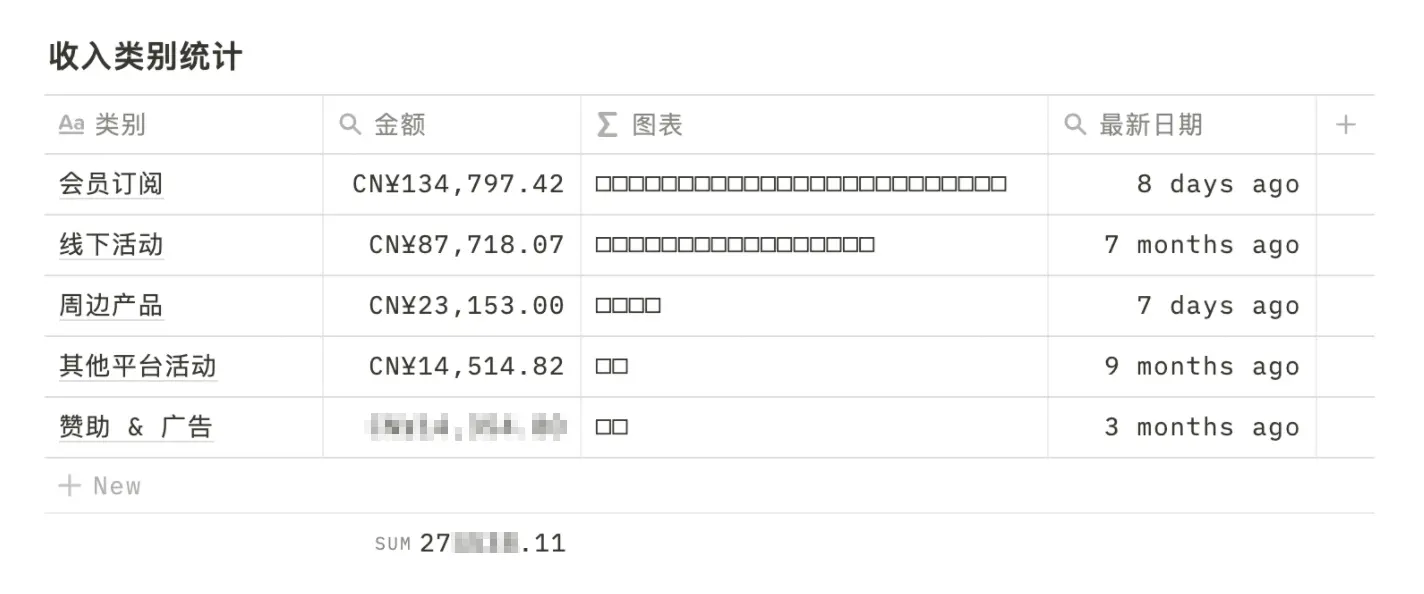 收入类别统计
Aa 类别 金额 Σ 图表 最新日期 +
会员订阅 CN¥134,797.42 □□□□□□□□□□□□□□□□□□□□□□□□□ 8 days ago
线下活动 CN¥87,718.07 □□□□□□□□□□□□□□□□□ 7 months ago
周边产品 CN¥23,153.00 □□□□ 7 days ago
其他平台活动 CN¥14,514.82 □□ 9 months ago
赞助 & 广告 □□ 3 months ago
+ New
SUM 27 .11